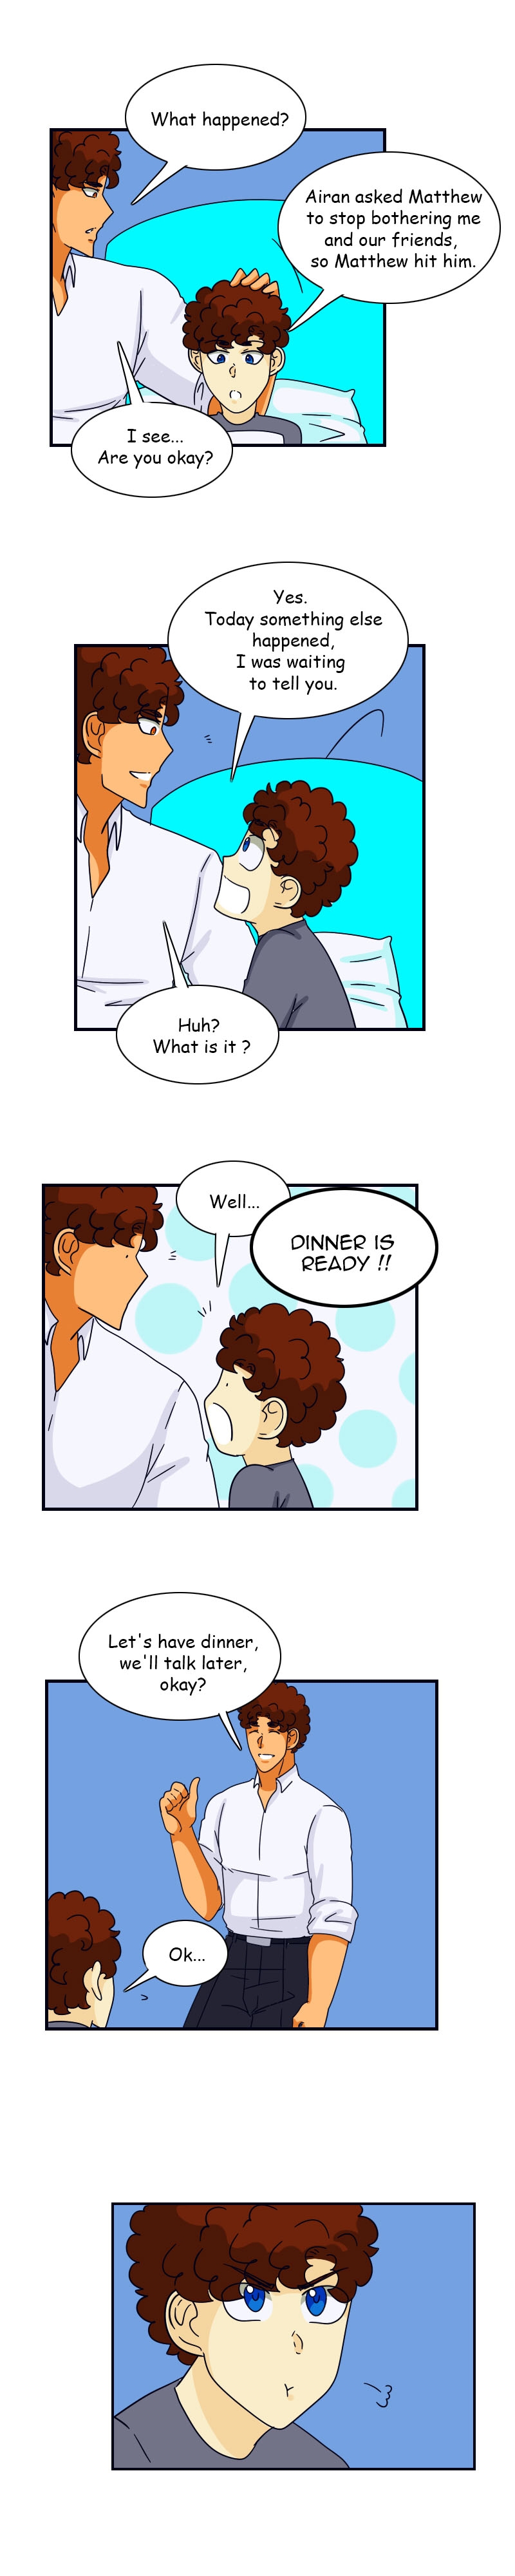 What happened?
Airan asked Matthew
to stop bothering me
and our friends,
so Matthew hit him.
I see...
Are you okay?
Yes.
Today something else
happened,
I was waiting
to tell you.
Huh?
What is it ?
Well...
DINNER IS
READY !!
Let's have dinner,
we'll talk later,
okay?
Ok...